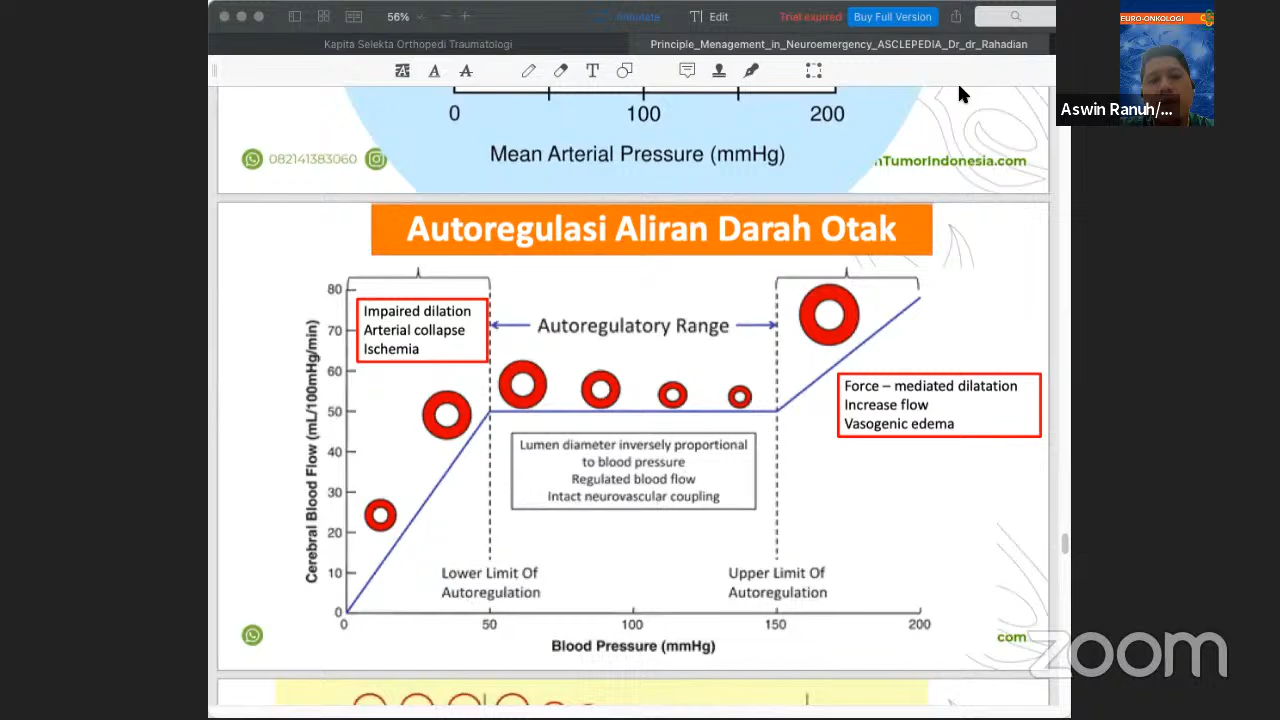 56%
Annotate
Edit
Trial expired
Buy Full Version
Kapita Selekta Orthopedi Traumatologi
Principle_Menagement_in_Neuroemergency_ASCLEPEDIA_Dr_dr_Rahadian
EURO-ONKOLOGI
Aswin Ranuh/...
0
100
200
Mean Arterial Pressure (mmHg)
082141383060
nTumorIndonesia.com
Autoregulasi Aliran Darah Otak
Cerebral Blood Flow (mL/100mHg/min)
80
70
60
50
40
30
20
10
0
Impaired dilation
Arterial collapse
Ischemia
Autoregulatory Range
Force – mediated dilatation
Increase flow
Vasogenic edema
Lumen diameter inversely proportional
to blood pressure
Regulated blood flow
Intact neurovascular coupling
Lower Limit Of
Autoregulation
Upper Limit Of
Autoregulation
0
50
100
150
200
Blood Pressure (mmHg)
com
zoom